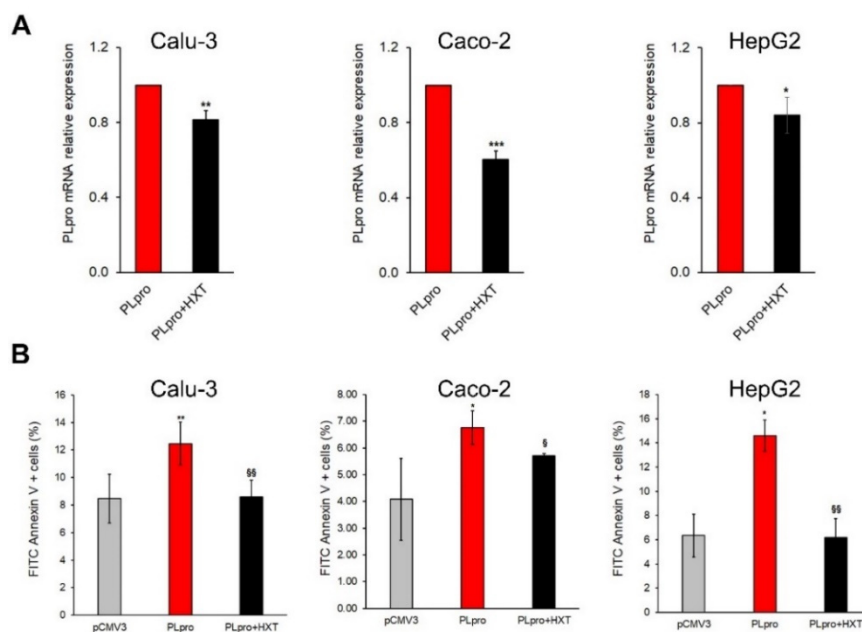 A
Calu-3
PLpro mRNA relative expression
1.2
0.8
0.4
0.0
**
PLpro
PLpro+HXT
Caco-2
PLpro mRNA relative expression
1.2
0.8
0.4
0.0
***
PLpro
PLpro+HXT
HepG2
PLpro mRNA relative expression
1.2
0.8
0.4
0.0
*
PLpro
PLpro+HXT
B
Calu-3
FITC Annexin V + cells (%)
16
14
12
10
8
6
4
2
0
**
§§
pCMV3
PLpro
PLpro+HXT
Caco-2
FITC Annexin V + cells (%)
8.00
7.00
6.00
5.00
4.00
3.00
2.00
1.00
0.00
*
§
pCMV3
PLpro
PLpro+HXT
HepG2
FITC Annexin V + cells (%)
18
16
14
12
10
8
6
4
2
0
*
§§
pCMV3
PLpro
PLpro+HXT